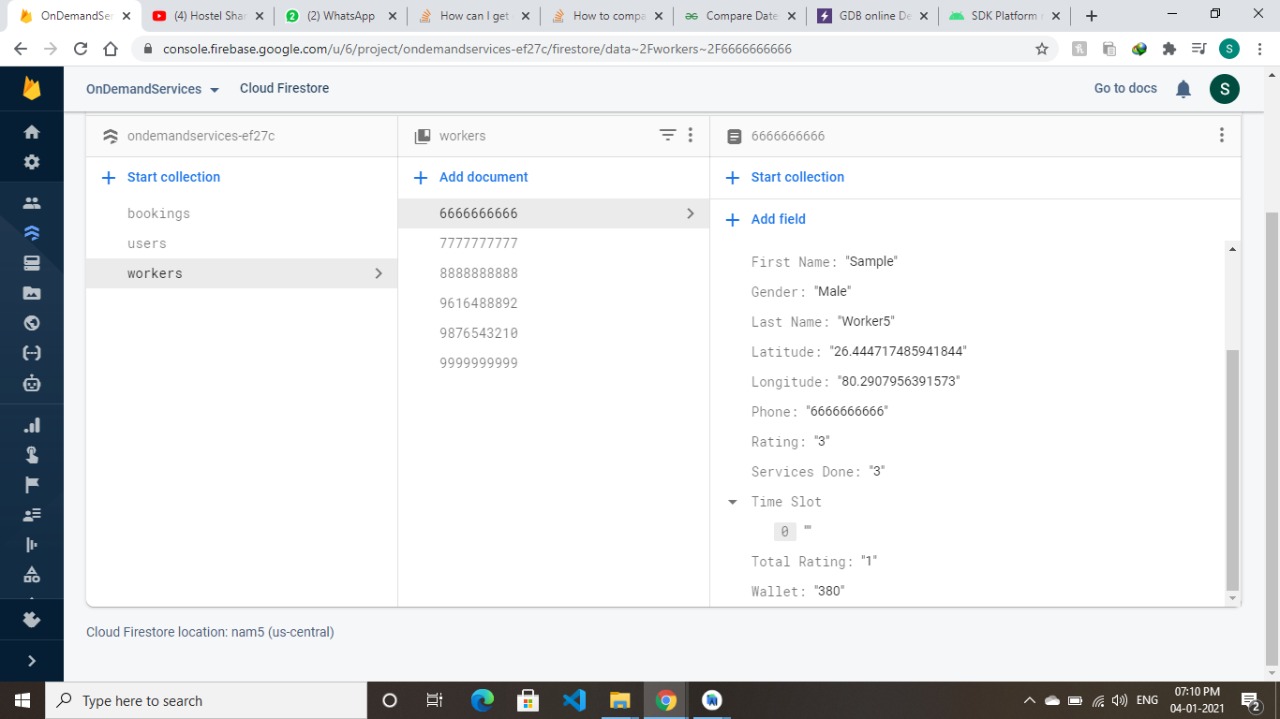 OnDemandSer
(4) Hostel Shar
(2) WhatsApp
How can I get a
How to compa
Compare Date
GDB online De
SDK Platform r
console.firebase.google.com/u/6/project/ondemandservices-ef27c/firestore/data~2Fworkers~2F6666666666
S
OnDemandServices
Cloud Firestore
Go to docs
S
ondemandservices-ef27c
workers
6666666666
Start collection
Add document
Start collection
bookings
users
workers
6666666666
7777777777
8888888888
9616488892
9876543210
9999999999
Add field
First Name: "Sample"
Gender: "Male"
Last Name: "Worker5"
Latitude: "26.444717485941844"
Longitude: "80.2907956391573"
Phone: "6666666666"
Rating: "3"
Services Done: "3"
Time Slot
0 ""
Total Rating: "1"
Wallet: "380"
Cloud Firestore location: nam5 (us-central)
Type here to search
ENG
07:10 PM
04-01-2021
2